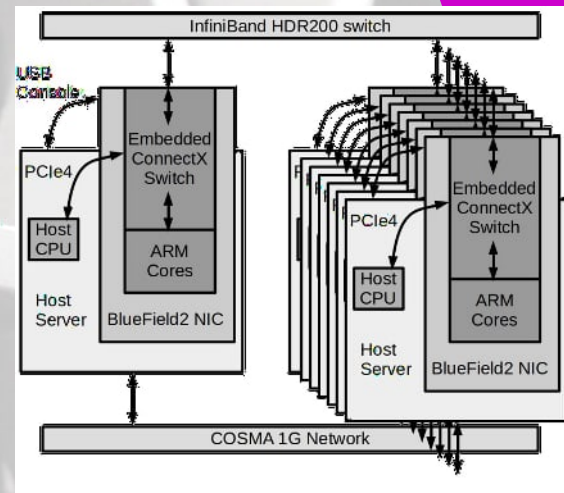 InfiniBand HDR200 switch
USB
Console
Embedded
ConnectX
Switch
PCIe4
Host
CPU
ARM
Cores
Host
Server
BlueField2 NIC
Embedded
ConnectX
Switch
PCIe4
Host
CPU
ARM
Cores
Host
Server
BlueField2 NIC
COSMA 1G Network